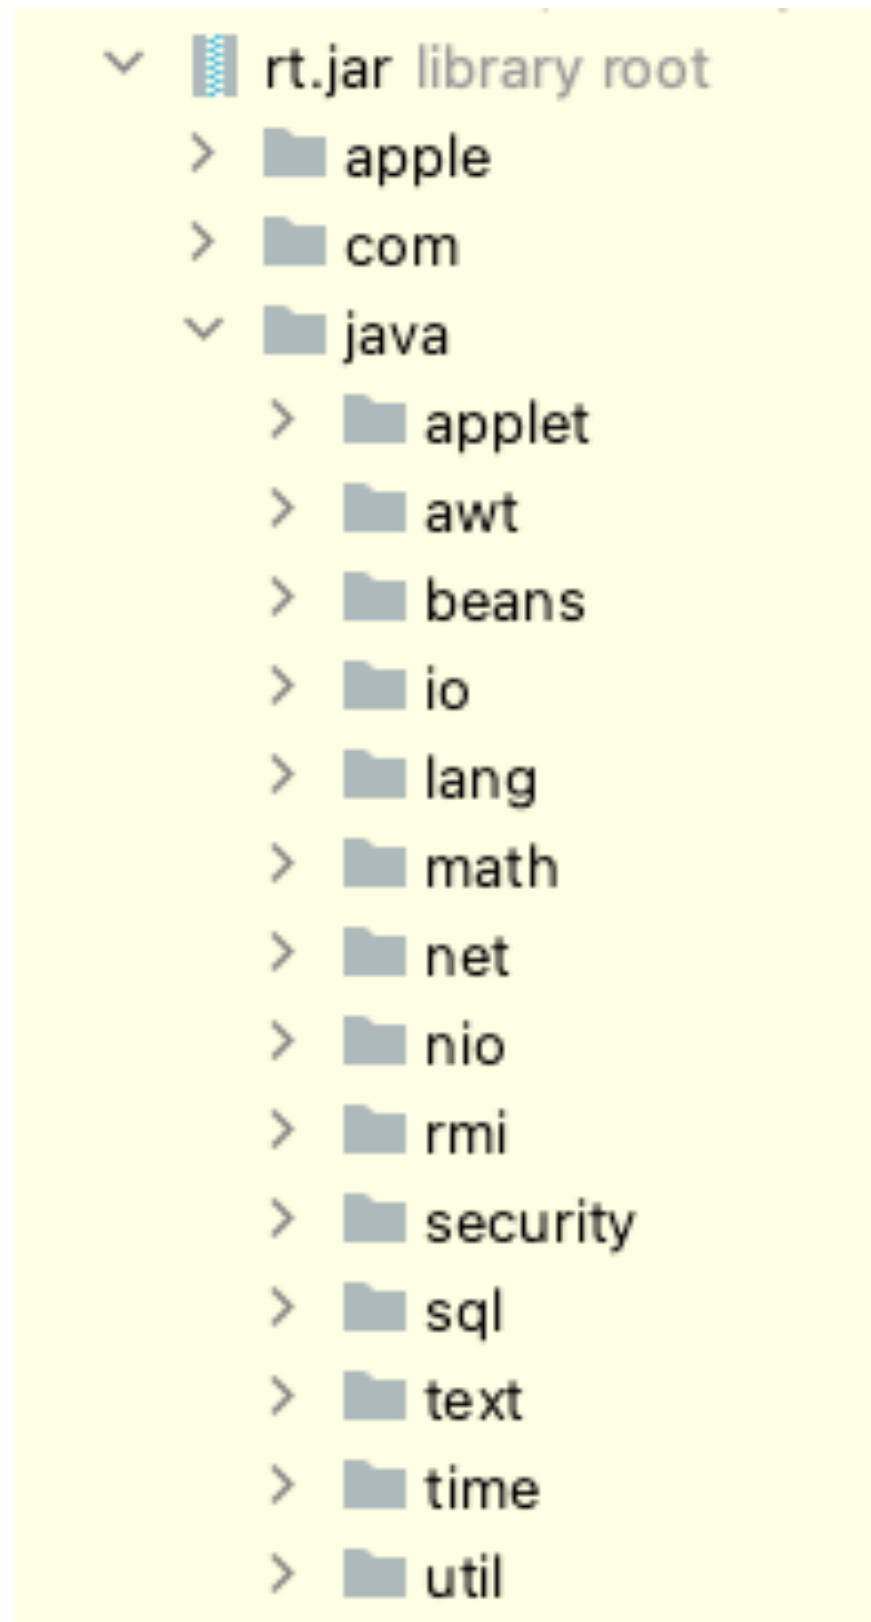 rt.jar library root
apple
com
java
applet
awt
beans
io
lang
math
net
nio
rmi
security
sql
text
time
util